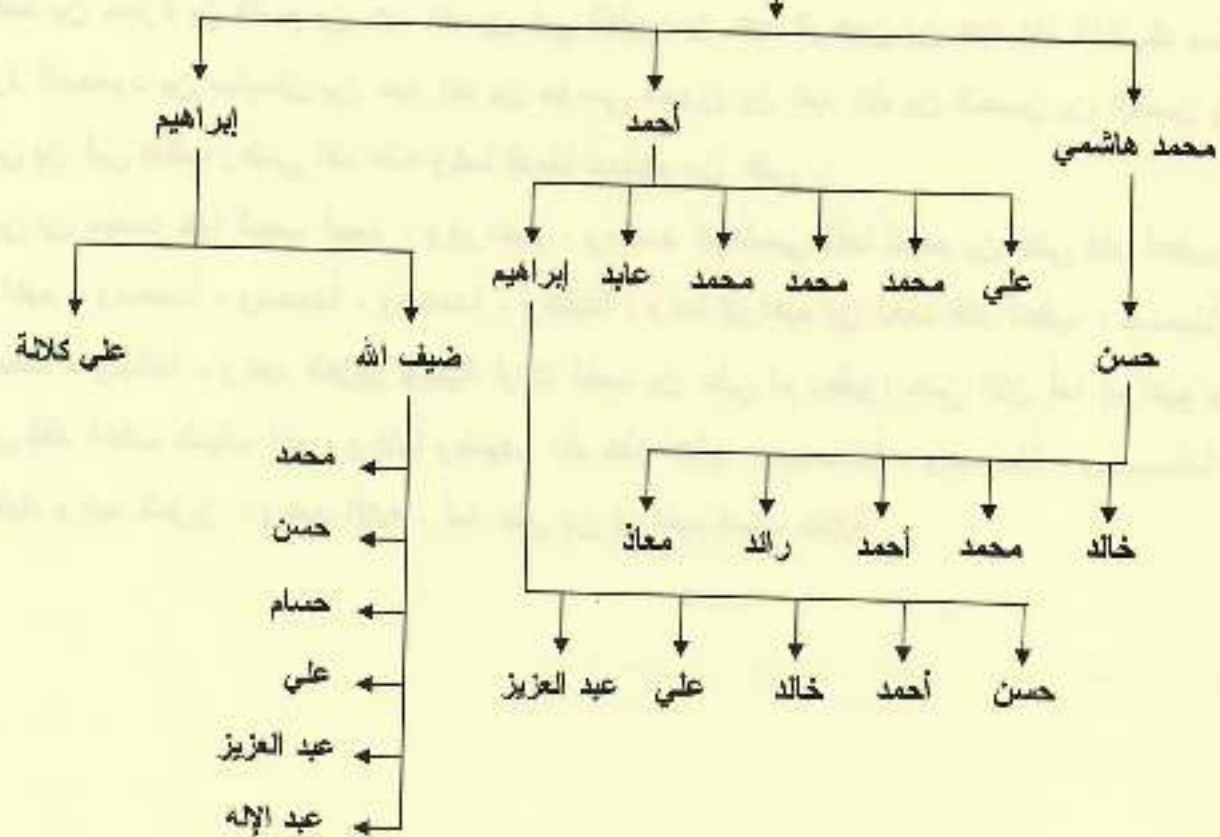 محمد هاشمي أحمد إبراهيم
علي محمد محمد محمد عابد إبراهيم
حسن ضيف الله علي كلالة
محمد
خالد محمد أحمد رائد معاذ
حسن
حسام
حسن أحمد خالد علي عبد العزيز
علي
عبد العزيز
عبد الإله